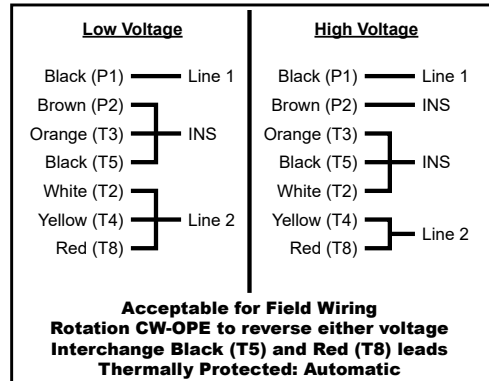 Low Voltage
Black (P1) Line 1
Brown (P2)
Orange (T3) INS
Black (T5)
White (T2)
Yellow (T4) Line 2
Red (T8)
High Voltage
Black (P1) Line 1
Brown (P2) INS
Orange (T3)
Black (T5) INS
White (T2)
Yellow (T4)
Line 2
Red (T8)
Acceptable for Field Wiring
Rotation CW-OPE to reverse either voltage
Interchange Black (T5) and Red (T8) leads
Thermally Protected: Automatic